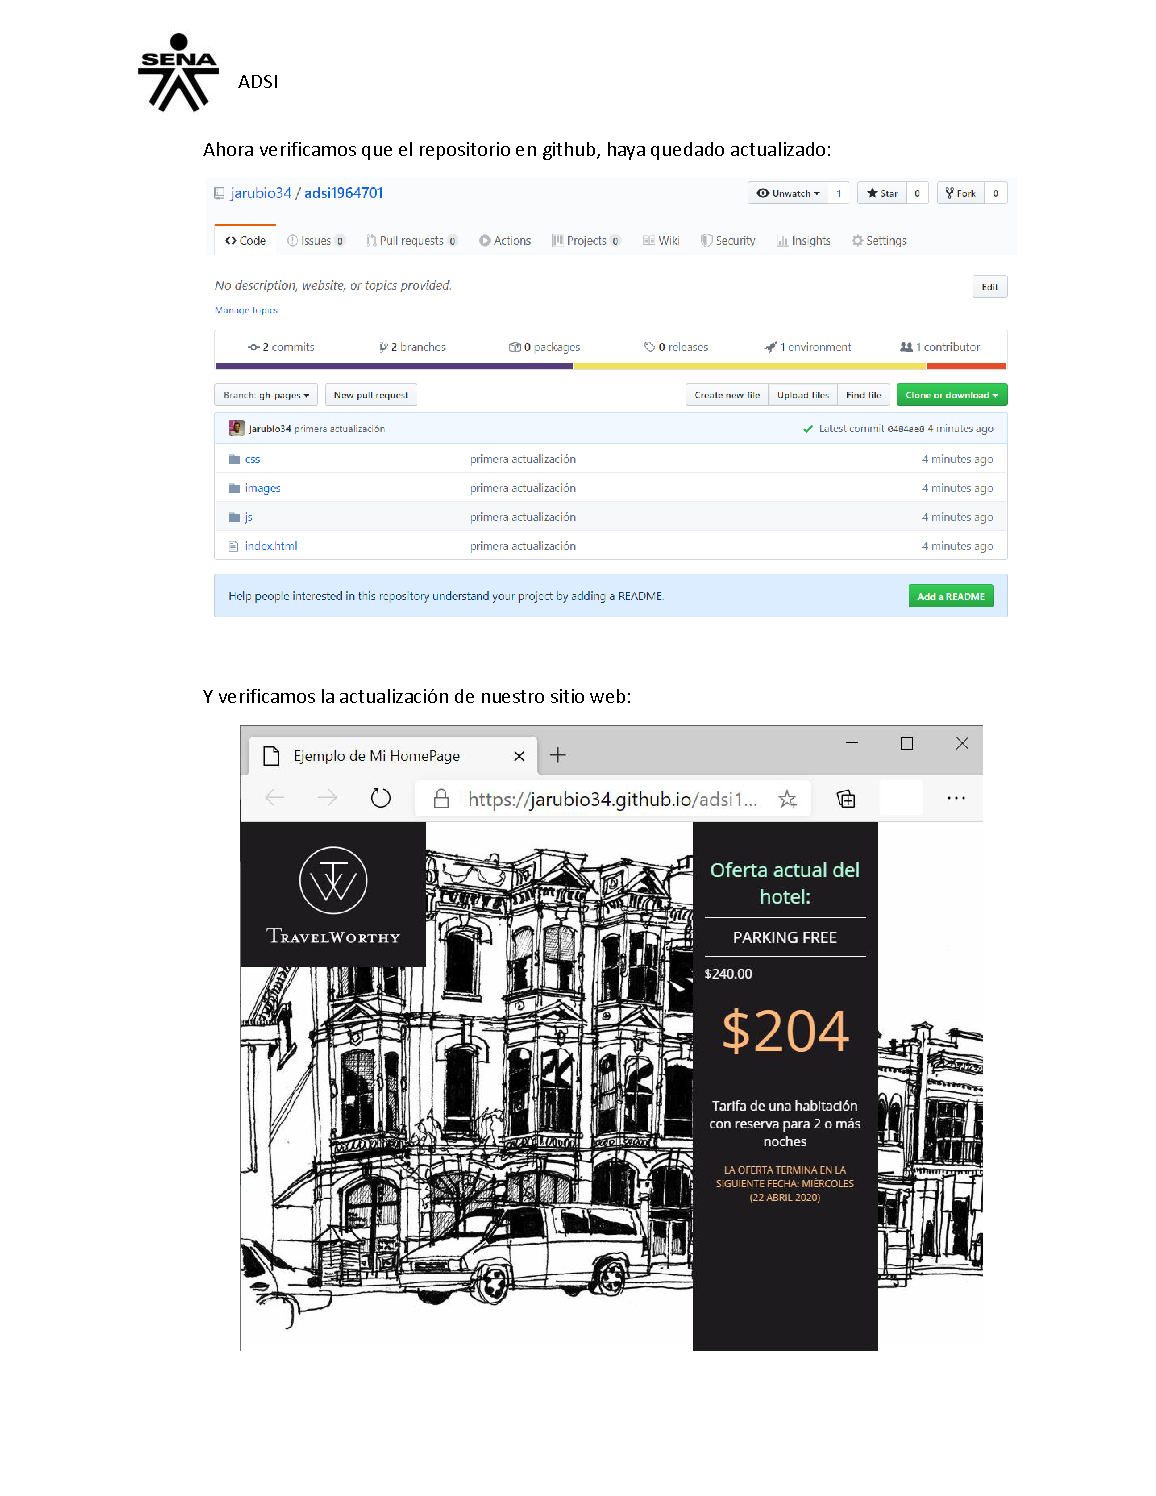 SENA
ADSI
Ahora verificamos que el repositorio en github, haya quedado actualizado:
jarubio34 / adsi1964701
Unwatch 1 Star 0 Fork 0
Code Issues 0 Pull requests 0 Actions Projects 0 Wiki Security Insights Settings
No description, website, or topics provided.
Edit
Manage topics
2 commits 2 branches 0 packages 0 releases 1 environment 1 contributor
Branch: gh-pages New pull request Create new file Upload files Find file Clone or download
jarubio34 primera actualización Latest commit 0484ae0 4 minutes ago
css primera actualización 4 minutes ago
images primera actualización 4 minutes ago
js primera actualización 4 minutes ago
index.html primera actualización 4 minutes ago
Help people interested in this repository understand your project by adding a README. Add a README
Y verificamos la actualización de nuestro sitio web:
Ejemplo de Mi HomePage
https://jarubio34.github.io/adsi1...
TW
TRAVELWORTHY
Oferta actual del
hotel:
PARKING FREE
$240.00
$204
Tarifa de una habitación
con reserva para 2 o más
noches
LA OFERTA TERMINA EN LA
SIGUIENTE FECHA: MIÉRCOLES
(22 ABRIL 2020)